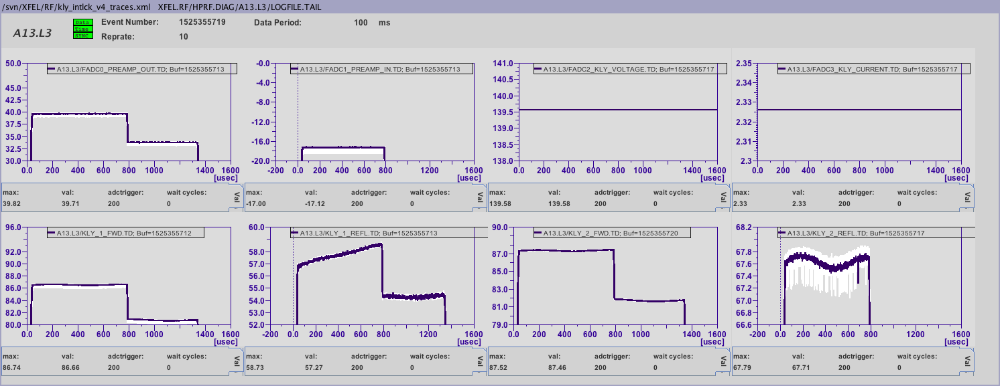 /svn/XFEL/RF/kly_intlck_v4_traces.xml XFEL.RF/HPRF.DIAG/A13.L3/LOGFILE.TAIL
A13.L3
Data
Time
SYNC
Event Number: 1525355719 Data Period: 100 ms
Reprate: 10
A13.L3/FADC0_PREAMP_OUT.TD; Buf=1525355713
50.0
45.0
42.5
40.0
37.5
35.0
32.5
30.0
0.0 200 400 600 800 1000 1400 1600
[usec]
max: val: adctrigger: wait cycles:
39.82 39.71 200 0
Val
A13.L3/FADC1_PREAMP_IN.TD; Buf=1525355713
-0.0
-4.0
-8.0
-12.0
-16.0
-20.0
-200 0.0 200 400 600 800 1200 1600
[usec]
max: val: adctrigger: wait cycles:
-17.00 -17.12 200 0
Val
A13.L3/FADC2_KLY_VOLTAGE.TD; Buf=1525355717
141.0
140.5
140.0
139.5
139.0
138.5
138.0
0.0 200 400 600 800 1000 1600
[usec]
max: val: adctrigger: wait cycles:
139.58 139.58 200 0
Val
A13.L3/FADC3_KLY_CURRENT.TD; Buf=1525355717
2.35
2.34
2.33
2.32
2.31
2.3
0.0 200 400 600 800 1000 1600
[usec]
max: val: adctrigger: wait cycles:
2.33 2.33 200 0
Val
A13.L3/KLY_1_FWD.TD; Buf=1525355712
96.0
92.0
90.0
88.0
86.0
84.0
82.0
80.0
0.0 200 400 600 800 1000 1400 1600
[usec]
max: val: adctrigger: wait cycles:
86.74 86.66 200 0
Val
A13.L3/KLY_1_REFL.TD; Buf=1525355713
60.0
58.0
57.0
56.0
55.0
54.0
52.0
-200 0.0 200 400 600 800 1200 1600
[usec]
max: val: adctrigger: wait cycles:
58.73 57.27 200 0
Val
A13.L3/KLY_2_FWD.TD; Buf=1525355720
90.0
87.0
85.0
83.0
81.0
79.0
0.0 200 400 600 800 1000 1600
[usec]
max: val: adctrigger: wait cycles:
87.52 87.46 200 0
Val
A13.L3/KLY_2_REFL.TD; Buf=1525355717
68.2
67.8
67.6
67.4
67.2
67.0
66.8
66.6
-200 0.0 200 400 600 800 1200 1600
[usec]
max: val: adctrigger: wait cycles:
67.79 67.71 200 0
Val